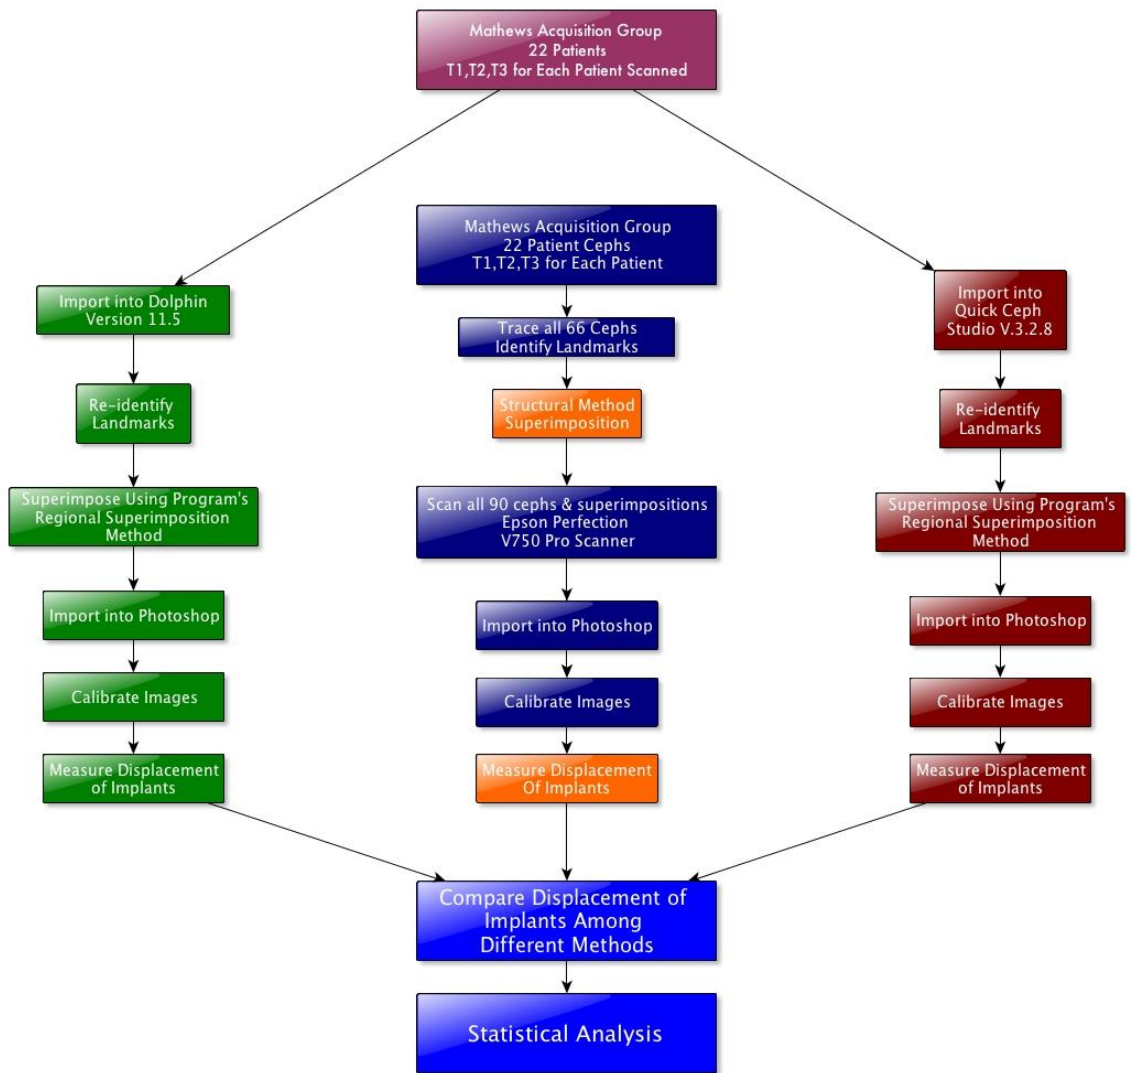 Mathews Acquisition Group
22 Patients
T1,T2,T3 for Each Patient Scanned
Import into Dolphin
Version 11.5
Re-identify
Landmarks
Superimpose Using Program's
Regional Superimposition
Method
Import into Photoshop
Calibrate Images
Measure Displacement
of Implants
Mathews Acquisition Group
22 Patient Cephs
T1,T2,T3 for Each Patient
Trace all 66 Cephs
Identify Landmarks
Structural Method
Superimposition
Scan all 90 cephs & superimpositions
Epson Perfection
V750 Pro Scanner
Import into Photoshop
Calibrate Images
Measure Displacement
Of Implants
Import into
Quick Ceph
Studio V.3.2.8
Re-identify
Landmarks
Superimpose Using Program's
Regional Superimposition
Method
Import into Photoshop
Calibrate Images
Measure Displacement
of Implants
Compare Displacement of
Implants Among
Different Methods
Statistical Analysis